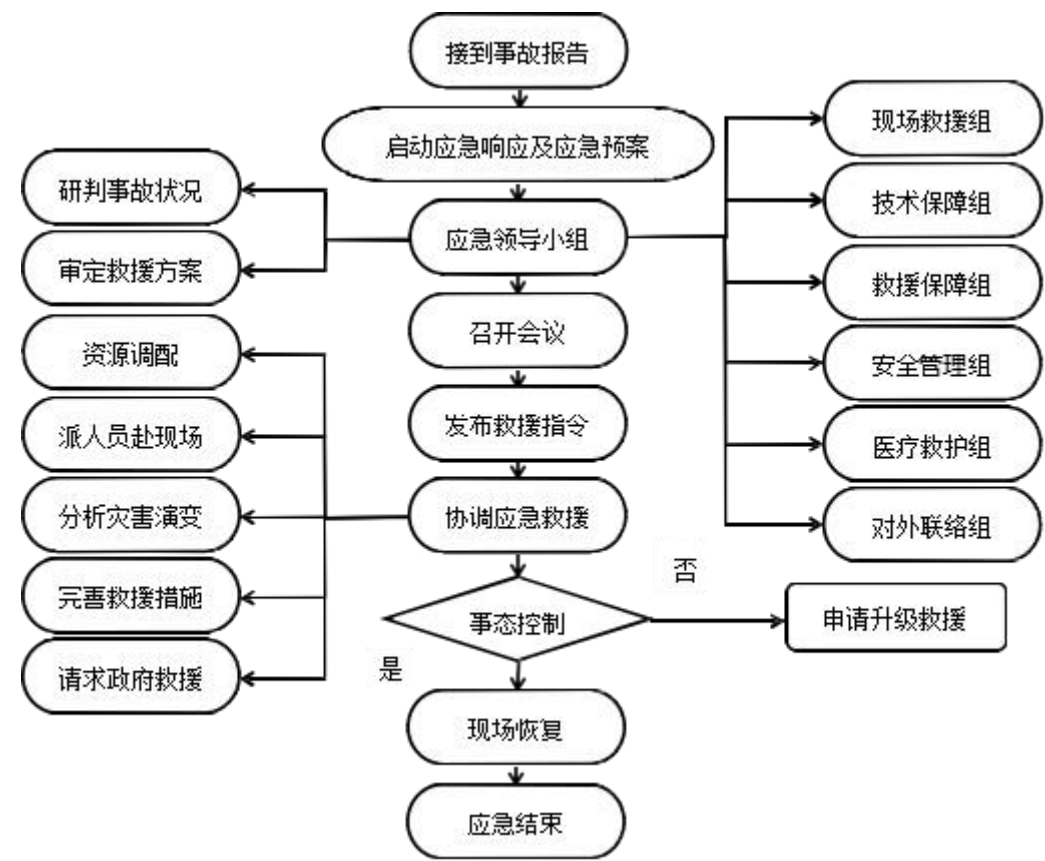 接到事故报告
启动应急响应及应急预案
应急领导小组
研判事故状况
审定救援方案
现场救援组
技术保障组
救援保障组
安全管理组
医疗救护组
对外联络组
召开会议
发布救援指令
协调应急救援
资源调配
派人员赴现场
分析灾害演变
完善救援措施
请求政府救援
事态控制
否
申请升级救援
是
现场恢复
应急结束